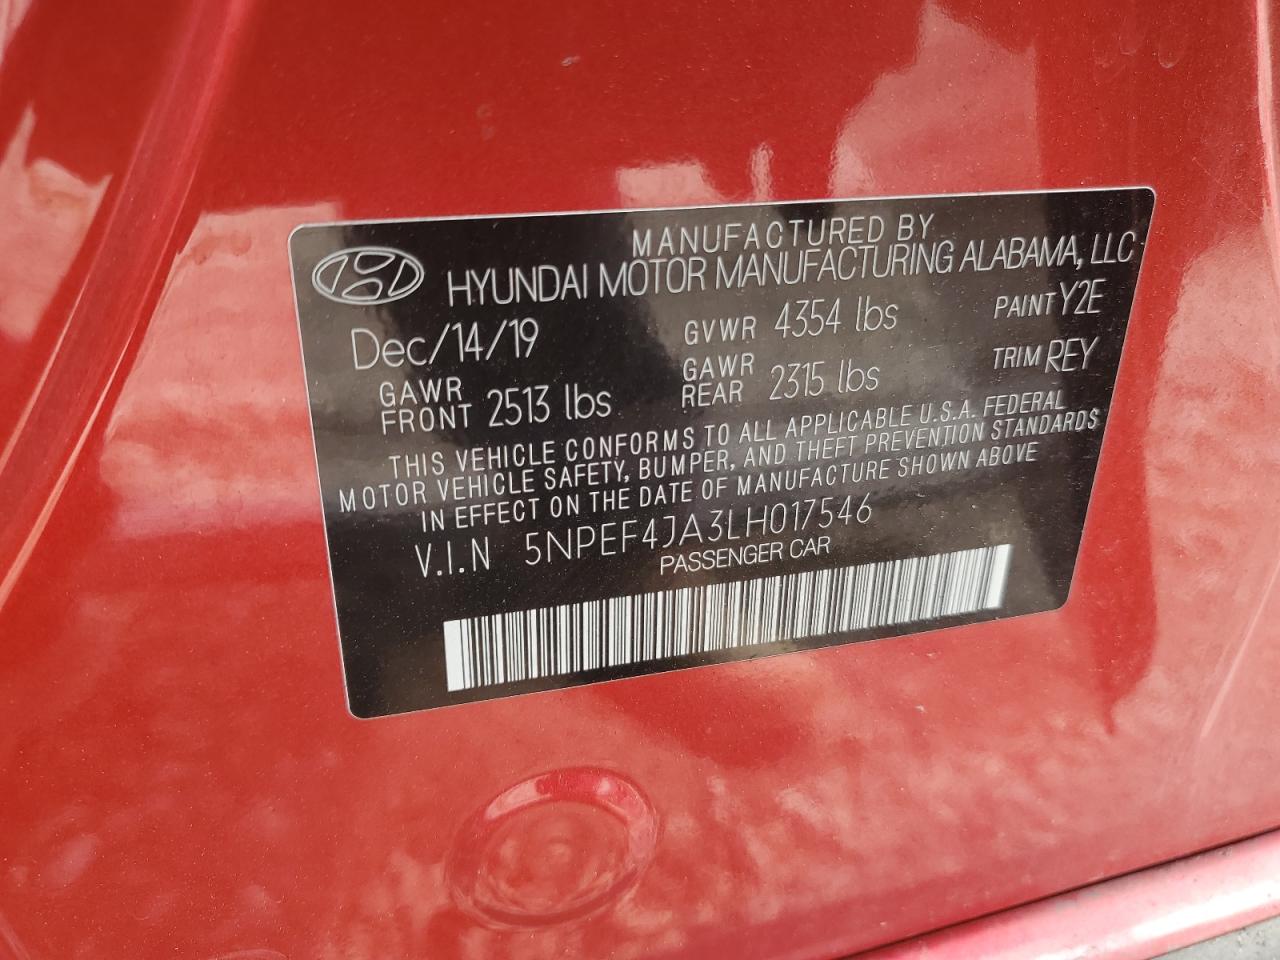 MANUFACTURED BY
HYUNDAI MOTOR MANUFACTURING ALABAMA, LLC
Dec/14/19 GVWR 4354 lbs PAINT Y2E
GAWR FRONT 2513 lbs GAWR REAR 2315 lbs TRIM REY
THIS VEHICLE CONFORMS TO ALL APPLICABLE U.S.A. FEDERAL
MOTOR VEHICLE SAFETY, BUMPER, AND THEFT PREVENTION STANDARDS
IN EFFECT ON THE DATE OF MANUFACTURE SHOWN ABOVE
V.I.N 5NPEF4JA3LH017546
PASSENGER CAR